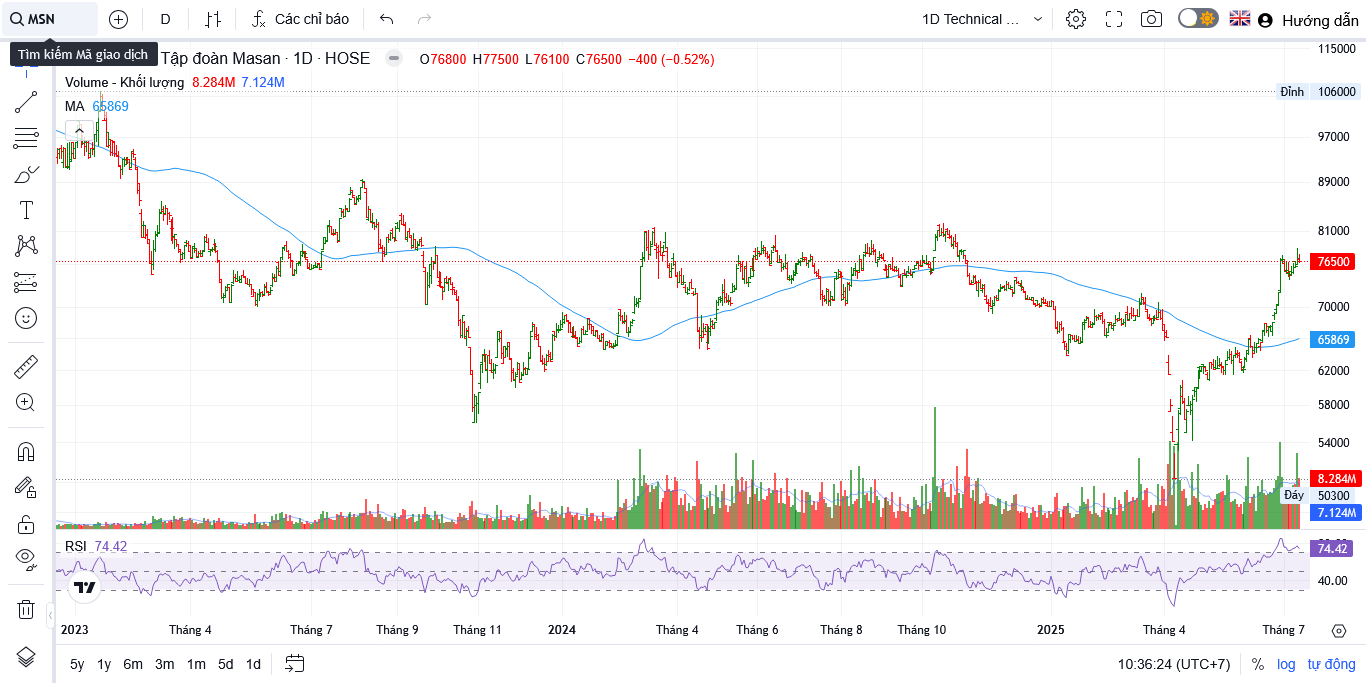 MSN
D
Các chỉ báo
1D Technical ...
Hướng dẫn
Tìm kiếm Mã giao dịch
Tập đoàn Masan · 1D · HOSE
O76800 H77500 L76100 C76500 −400 (−0.52%)
Volume - Khối lượng 8.284M 7.124M
MA 65869
115000
Đỉnh 106000
97000
89000
81000
76500
70000
65869
62000
58000
54000
8.284M
Đáy 50300
7.124M
RSI 74.42
74.42
40.00
2023 Tháng 4 Tháng 7 Tháng 9 Tháng 11 2024 Tháng 4 Tháng 6 Tháng 8 Tháng 10 2025 Tháng 4 Tháng 7
5y 1y 6m 3m 1m 5d 1d
10:36:24 (UTC+7) % log tự động